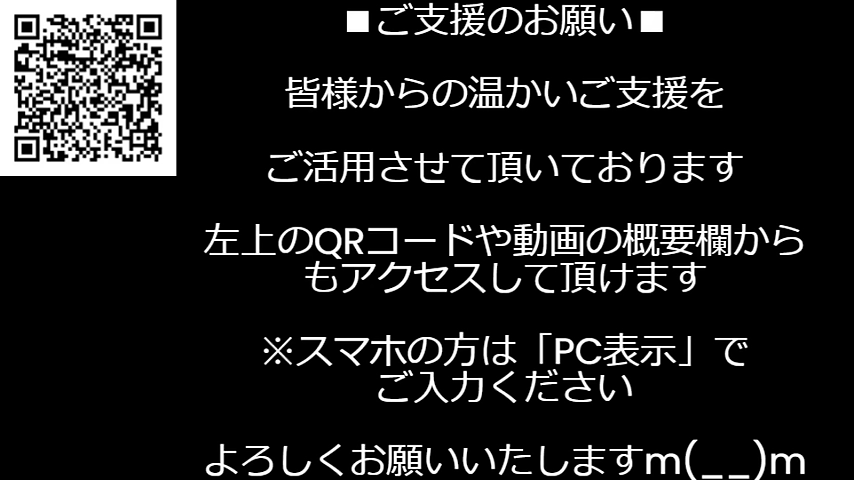 ■ご支援のお願い■
皆様からの温かいご支援を
ご活用させて頂いております
左上のQRコードや動画の概要欄から
もアクセスして頂けます
※スマホの方は「PC表示」で
ご入力ください
よろしくお願いいたしますm(__)m